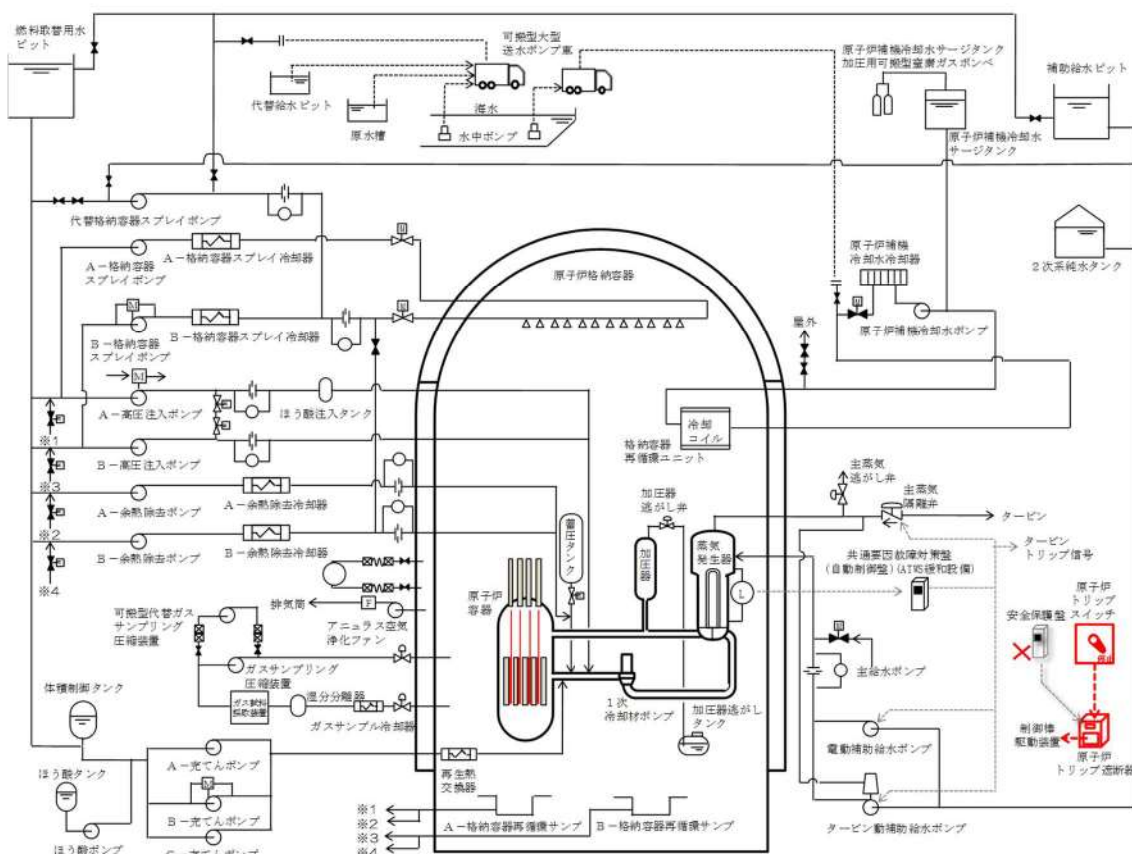 燃料取替用水
ピット
可搬型大型
送水ポンプ車
原子炉補機冷却水サージタンク
加圧用可搬型窒素ガスボンベ
補助給水ピット
代替給水ピット
海水
原水槽
水中ポンプ
原子炉補機冷却水
サージタンク
代替格納容器スプレイポンプ
M
A-格納容器スプレイ冷却器
A-格納容器
スプレイポンプ
原子炉格納容器
原子炉補機
冷却水冷却器
2次系純水タンク
M
M
B-格納容器スプレイ冷却器
B-格納容器
スプレイポンプ
M
原子炉補機冷却水ポンプ
屋外
M
A-高圧注入ポンプ
ほう酸注入タンク
冷却
コイル
※1
B-高圧注入ポンプ
格納容器
再循環ユニット
主蒸気
逃がし弁
※3
A-余熱除去冷却器
A-余熱除去ポンプ
加圧器
逃がし弁
主蒸気
隔離弁
タービン
※2
B-余熱除去冷却器
B-余熱除去ポンプ
蓄圧タンク
加圧器
蒸気
発生器
タービン
トリップ信号
※4
共通要因故障対策盤
(自動制御盤)(ATWS緩和設備)
原子炉
容器
L
排気筒
F
アニュラス空気
浄化ファン
可搬型代替ガス
サンプリング
圧縮装置
安全保護盤
原子炉
トリップ
スイッチ
停止
M
主給水ポンプ
ガスサンプリング
圧縮装置
体積制御タンク
湿分分離器
ガス試料
採取装置
ガスサンプル冷却器
1次
冷却材ポンプ
加圧器逃がし
タンク
制御棒
駆動装置
原子炉
トリップ遮断器
電動補助給水ポンプ
A-充てんポンプ
再生熱
交換器
ほう酸タンク
M
B-充てんポンプ
※1
※2
※3
※4
A-格納容器再循環サンプ
B-格納容器再循環サンプ
タービン動補助給水ポンプ
ほう酸ポンプ
C-充てんポンプ